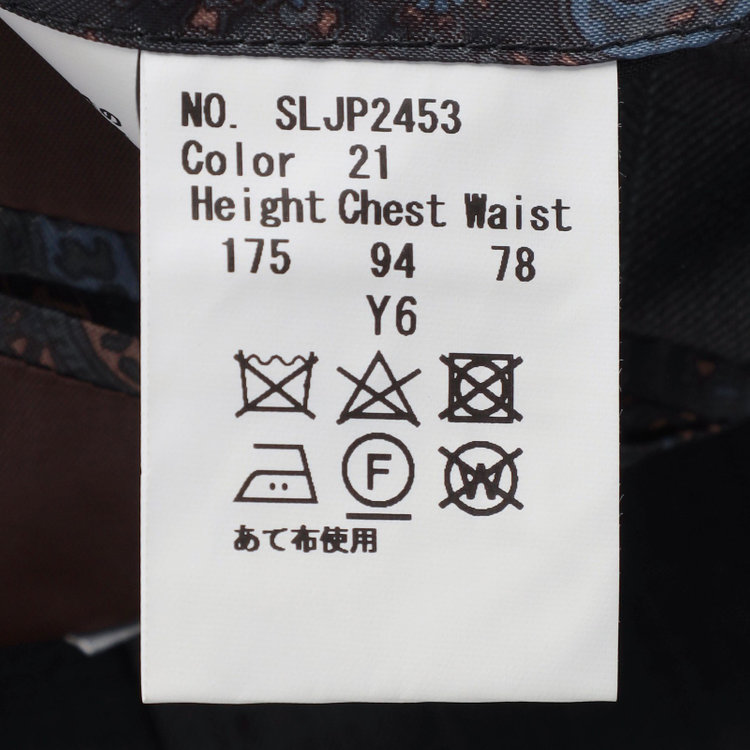 NO. SLJP2453
Color 21
Height Chest Waist
175 94 78
Y6
F W
あて布使用